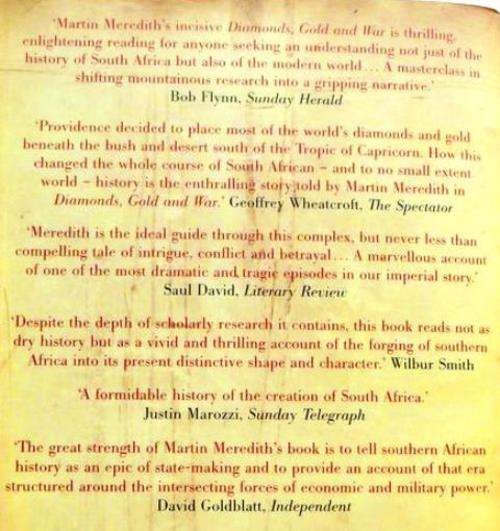 'Martin Meredith's incisive Diamonds, Gold and War is thrilling,
enlightening reading for anyone seeking an understanding not just of the
history of South Africa but also of the modern world ... A masterclass in
shifting mountainous research into a gripping narrative.'
Bob Flynn, Sunday Herald
'Providence decided to place most of the world's diamonds and gold
beneath the bush and desert south of the Tropic of Capricorn. How this
changed the whole course of South African – and to no small extent
world – history is the enthralling story told by Martin Meredith in
Diamonds, Gold and War.' Geoffrey Wheatcroft, The Spectator
'Meredith is the ideal guide through this complex, but never less than
compelling tale of intrigue, conflict and betrayal... A marvellous account
of one of the most dramatic and tragic episodes in our imperial story.'
Saul David, Literary Review
'Despite the depth of scholarly research it contains, this book reads not as
dry history but as a vivid and thrilling account of the forging of southern
Africa into its present distinctive shape and character.' Wilbur Smith
'A formidable history of the creation of South Africa.'
Justin Marozzi, Sunday Telegraph
'The great strength of Martin Meredith's book is to tell southern African
history as an epic of state-making and to provide an account of that era
structured around the intersecting forces of economic and military power.'
David Goldblatt, Independent